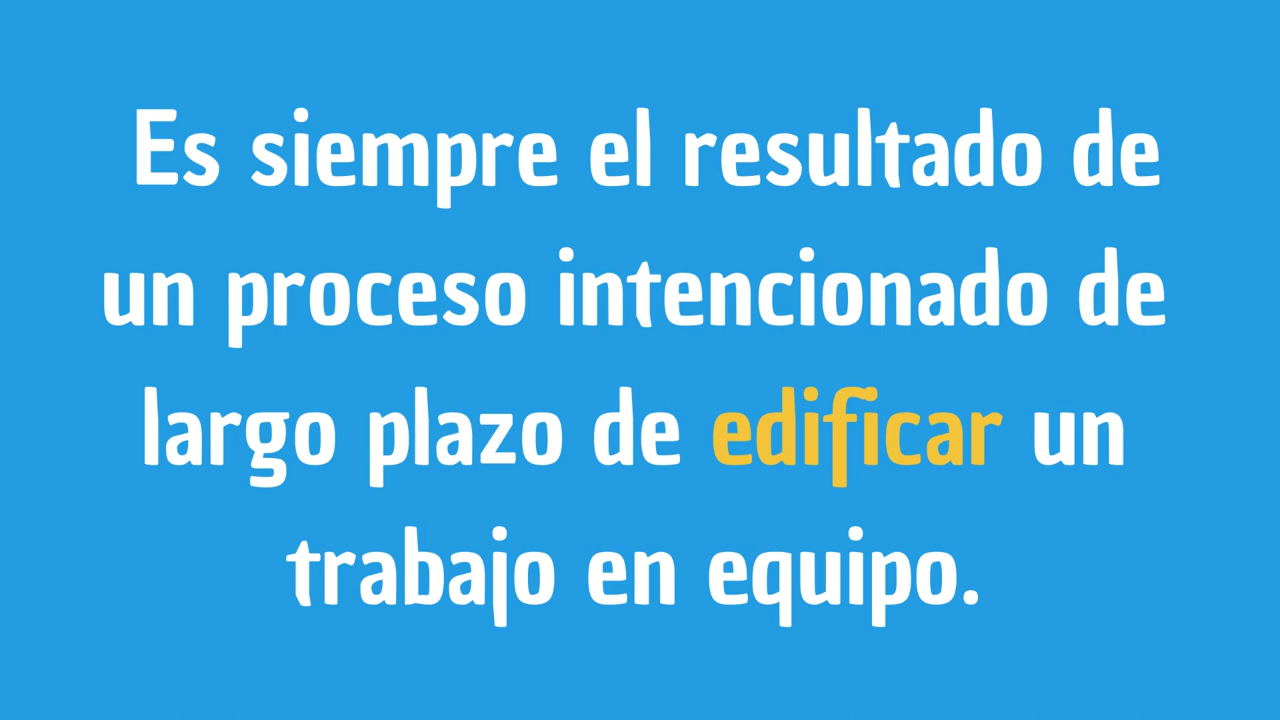 Es siempre el resultado de
un proceso intencionado de
largo plazo de edificar un
trabajo en equipo.